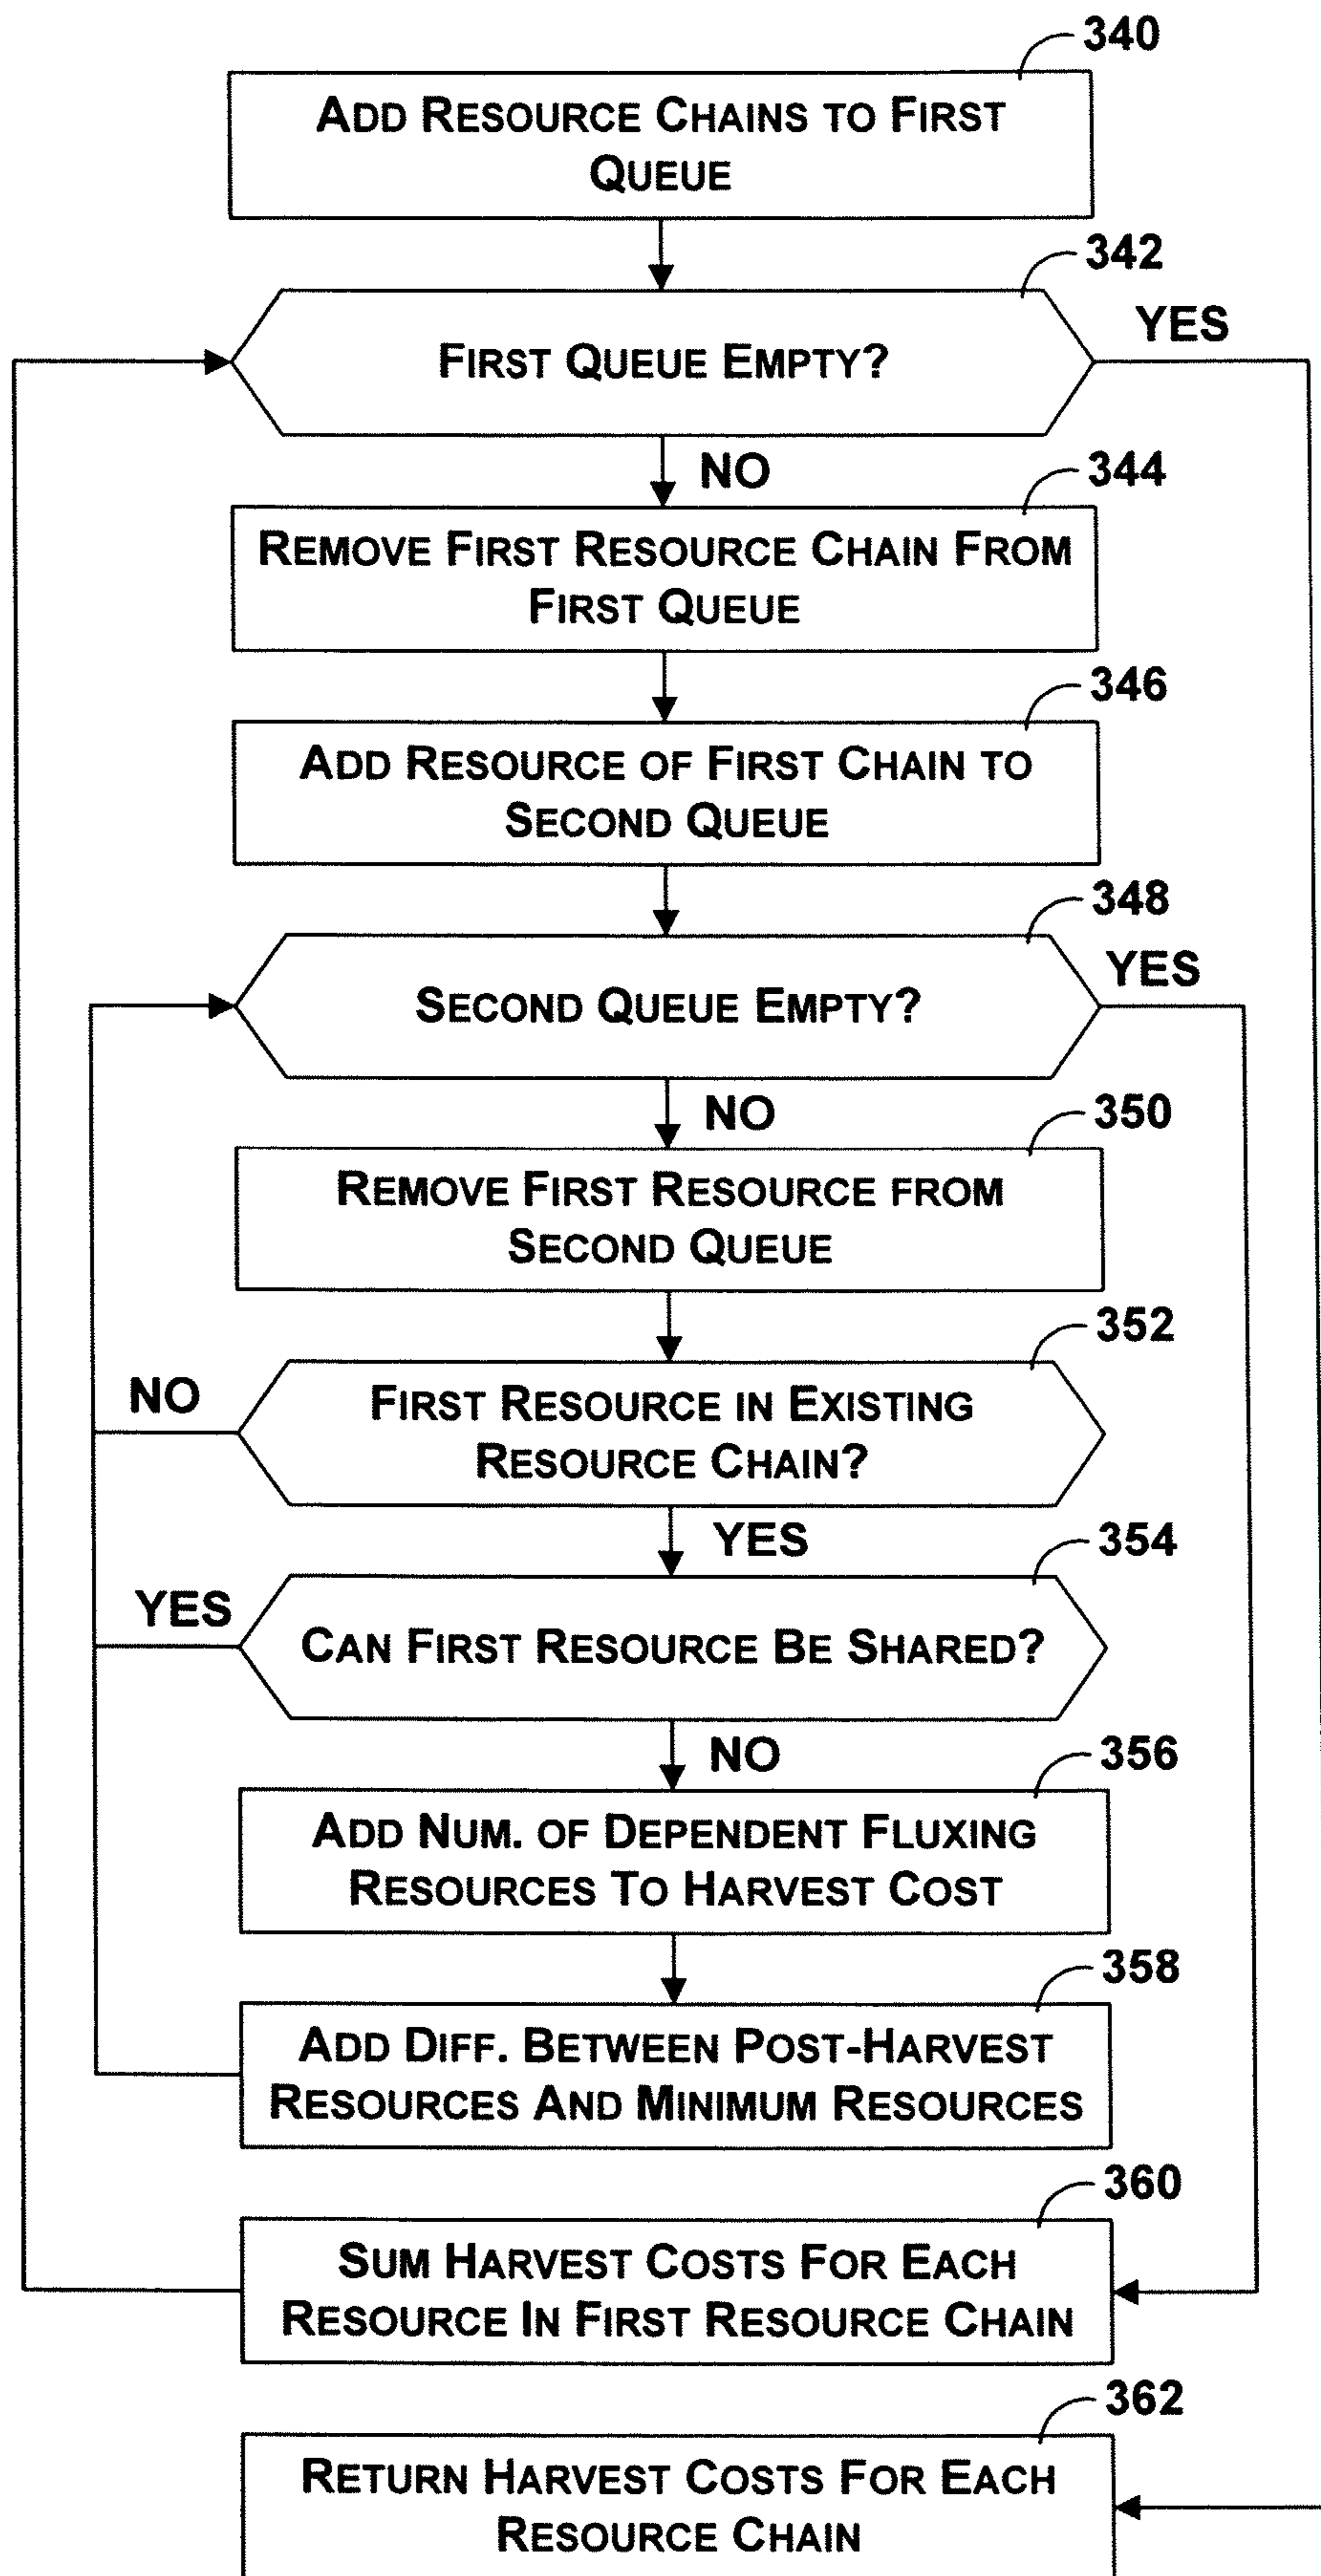 340
ADD RESOURCE CHAINS TO FIRST
QUEUE
342
YES
FIRST QUEUE EMPTY?
NO
344
REMOVE FIRST RESOURCE CHAIN FROM
FIRST QUEUE
346
ADD RESOURCE OF FIRST CHAIN TO
SECOND QUEUE
348
YES
SECOND QUEUE EMPTY?
NO
350
REMOVE FIRST RESOURCE FROM
SECOND QUEUE
352
NO
FIRST RESOURCE IN EXISTING
RESOURCE CHAIN?
YES
354
YES
CAN FIRST RESOURCE BE SHARED?
NO
356
ADD NUM. OF DEPENDENT FLUXING
RESOURCES TO HARVEST COST
358
ADD DIFF. BETWEEN POST-HARVEST
RESOURCES AND MINIMUM RESOURCES
360
SUM HARVEST COSTS FOR EACH
RESOURCE IN FIRST RESOURCE CHAIN
362
RETURN HARVEST COSTS FOR EACH
RESOURCE CHAIN